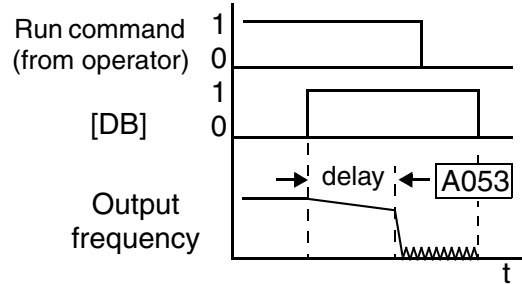 Run command
(from operator)
1
0
[DB]
1
0
delay
A053
Output
frequency
t